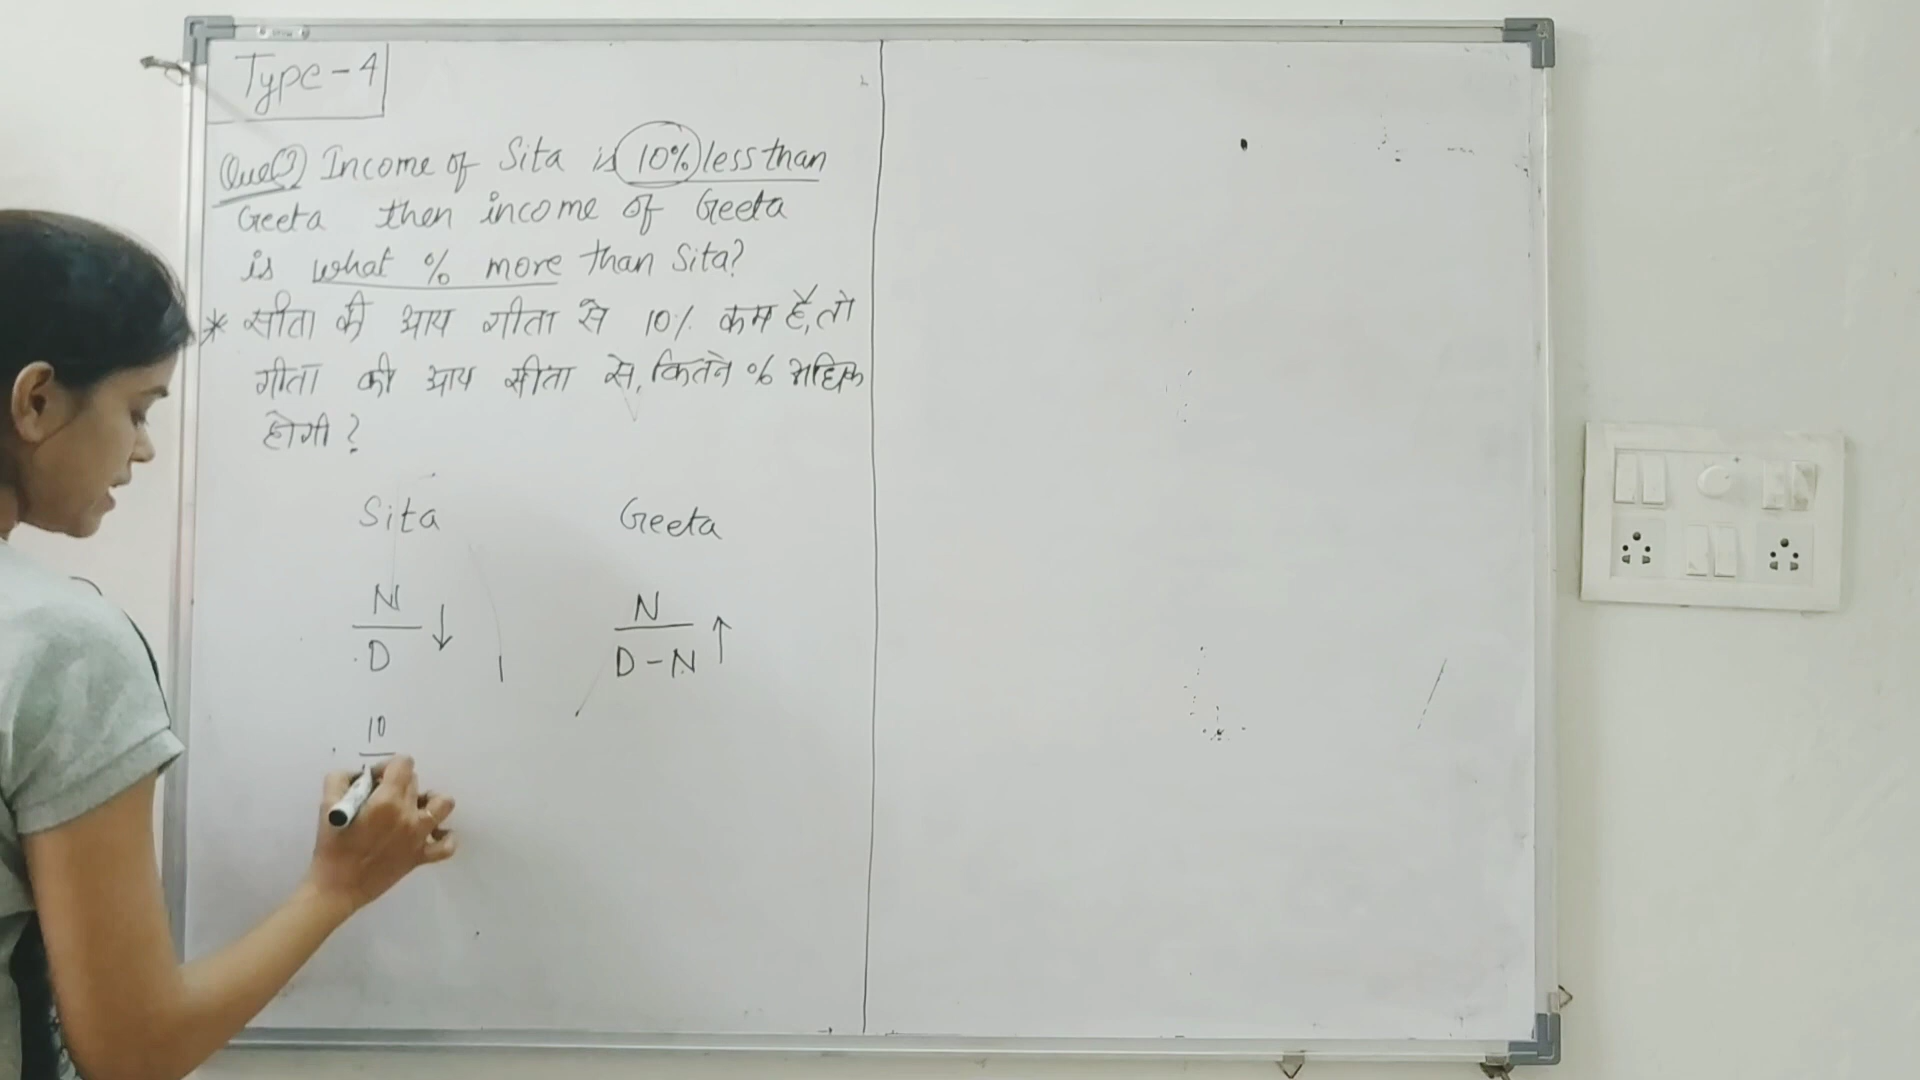 Type-4
Que(2) Income of Sita is 10% less than
Geeta then income of Geeta
is what % more than Sita?
* सीता की आय गीता से 10% कम है, तो
गीता की आय सीता से, कितने % अधिक
होगी ?
Sita Geeta
N N
D ↓ D-N ↑
10